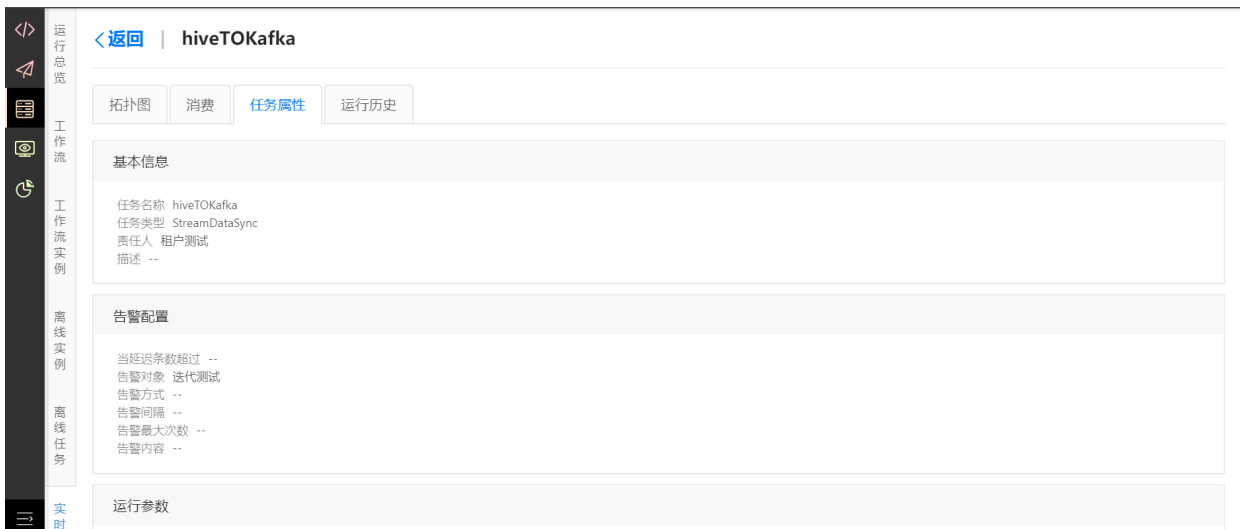 运行总览
工作流
工作流实例
离线实例
离线任务
实时
返回 | hiveTOKafka
拓扑图 消费 任务属性 运行历史
基本信息
任务名称 hiveTOKafka
任务类型 StreamDataSync
责任人 租户测试
描述 --
告警配置
当延迟条数超过 --
告警对象 迭代测试
告警方式 --
告警间隔 --
告警最大次数 --
告警内容 --
运行参数